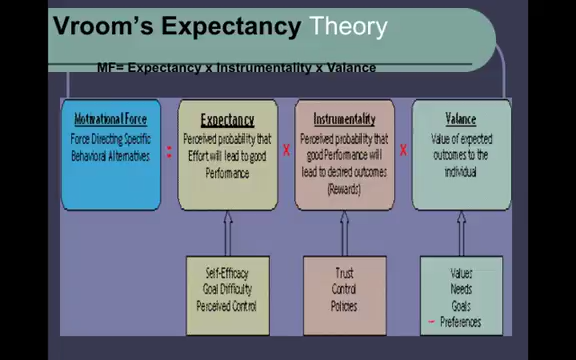 Vroom's Expectancy Theory
MF= Expectancy x Instrumentality x Valance
Motivational Force
Force Directing Specific
Behavioral Alternatives
:
Expectancy
Perceived probability that
Effort will lead to good
Performance
x
Instrumentality
Perceived probability that
good Performance will
lead to desired outcomes
(Rewards)
x
Valance
Value of expected
outcomes to the
individual
Self-Efficacy
Goal Difficulty
Perceived Control
Trust
Control
Policies
Values
Needs
Goals
Preferences